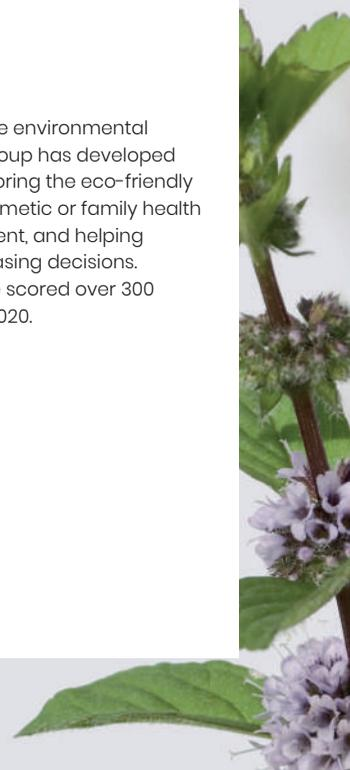 e environmental
oup has developed
oring the eco-friendly
metic or family health
ent, and helping
asing decisions.
scored over 300
020.